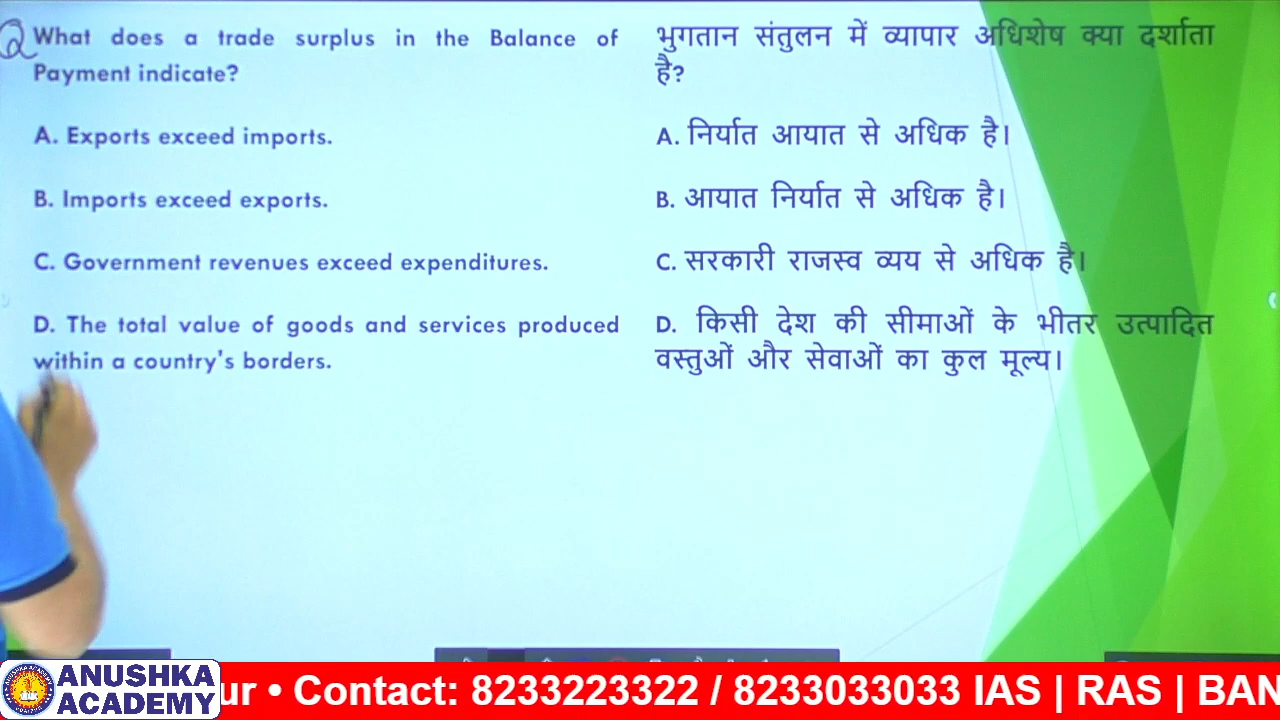 Q What does a trade surplus in the Balance of
Payment indicate?
A. Exports exceed imports.
B. Imports exceed exports.
C. Government revenues exceed expenditures.
D. The total value of goods and services produced
within a country's borders.
भुगतान संतुलन में व्यापार अधिशेष क्या दर्शाता
है?
A. निर्यात आयात से अधिक है।
B. आयात निर्यात से अधिक है।
C. सरकारी राजस्व व्यय से अधिक है।
D. किसी देश की सीमाओं के भीतर उत्पादित
वस्तुओं और सेवाओं का कुल मूल्य।
ANUSHKA
ACADEMY
ur • Contact: 8233223322 / 8233033033 IAS | RAS | BAN